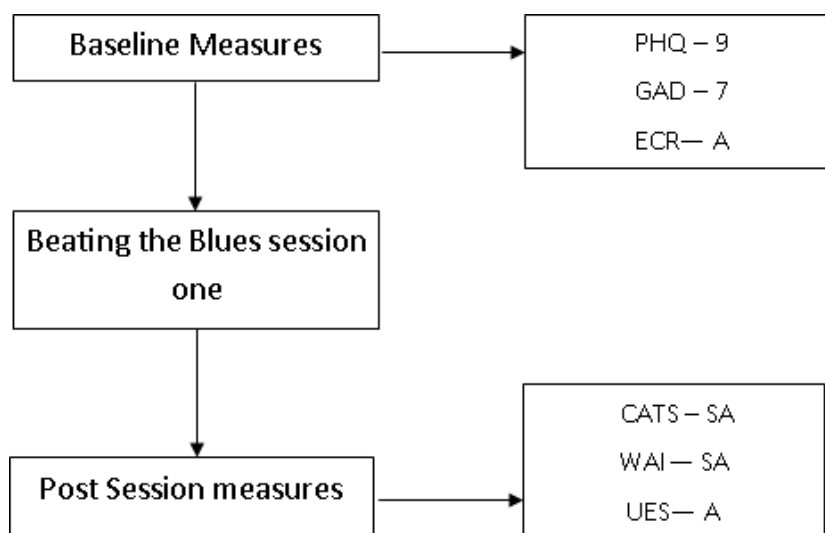 Baseline Measures
PHQ – 9
GAD – 7
ECR— A
Beating the Blues session
one
CATS – SA
WAI— SA
Post Session measures
UES— A